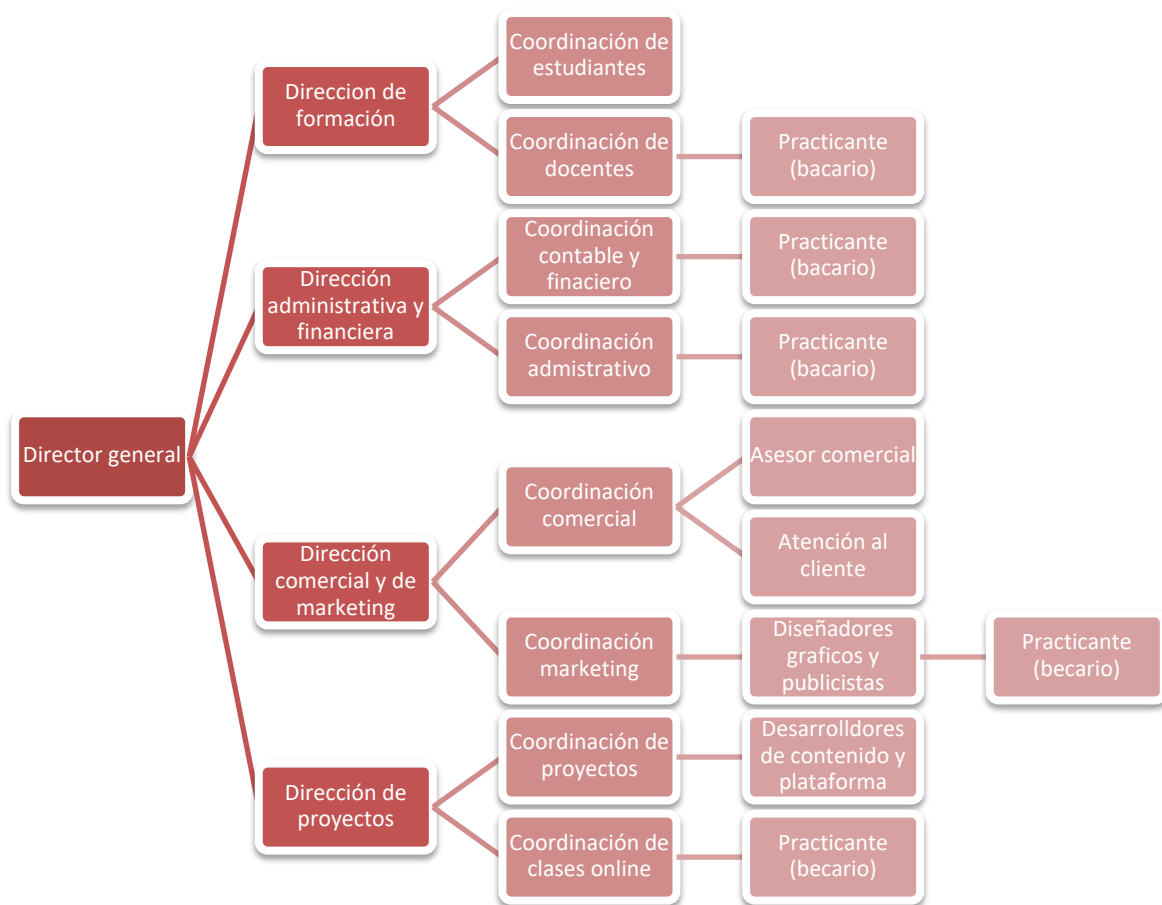 Director general
Direccion de
formación
Coordinación de
estudiantes
Coordinación de
docentes
Practicante
(bacario)
Dirección
administrativa y
financiera
Coordinación
contable y
finaciero
Practicante
(bacario)
Coordinación
admistrativo
Practicante
(bacario)
Dirección
comercial y de
marketing
Coordinación
comercial
Asesor comercial
Atención al
cliente
Coordinación
marketing
Diseñadores
graficos y
publicistas
Practicante
(becario)
Dirección de
proyectos
Coordinación de
proyectos
Desarrolldores
de contenido y
plataforma
Coordinación de
clases online
Practicante
(becario)